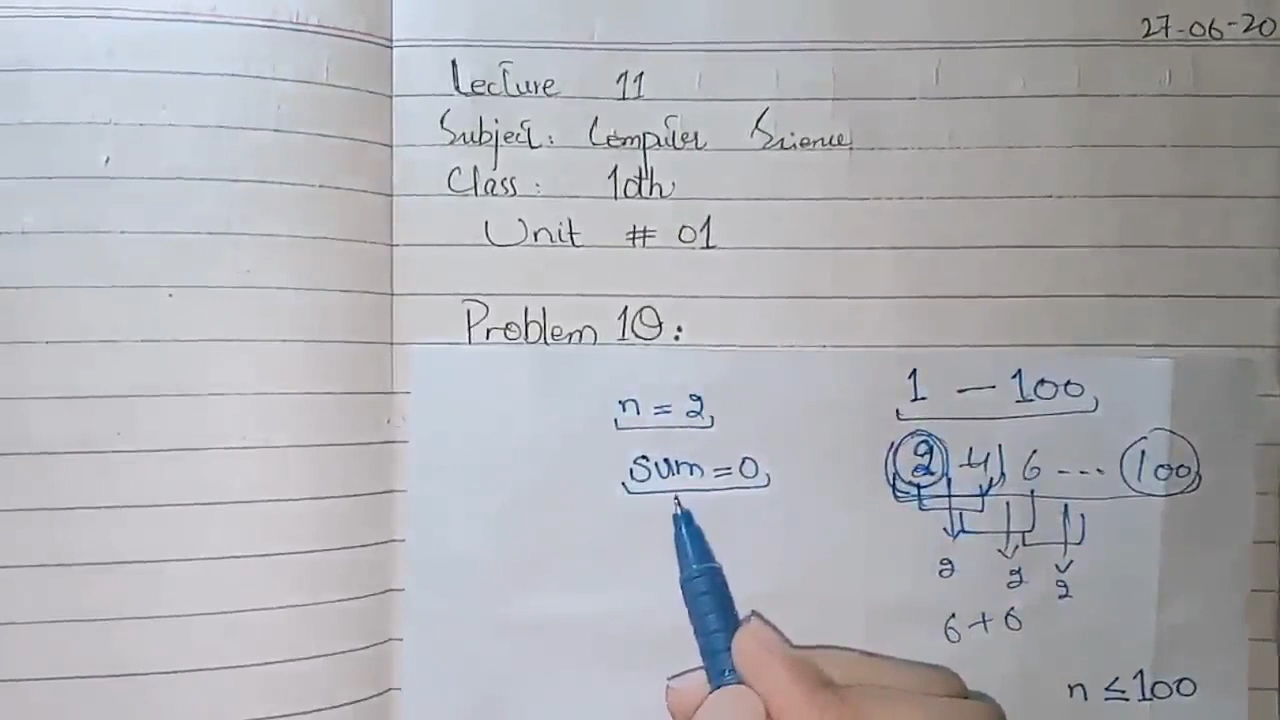 27-06-20
Lecture 11
Subject: Computer Science
Class: 10th
Unit # 01
Problem 10:
n = 2
Sum = 0
1 — 100
2 4 6 --- 100
2 2 2
6 + 6
n ≤ 100